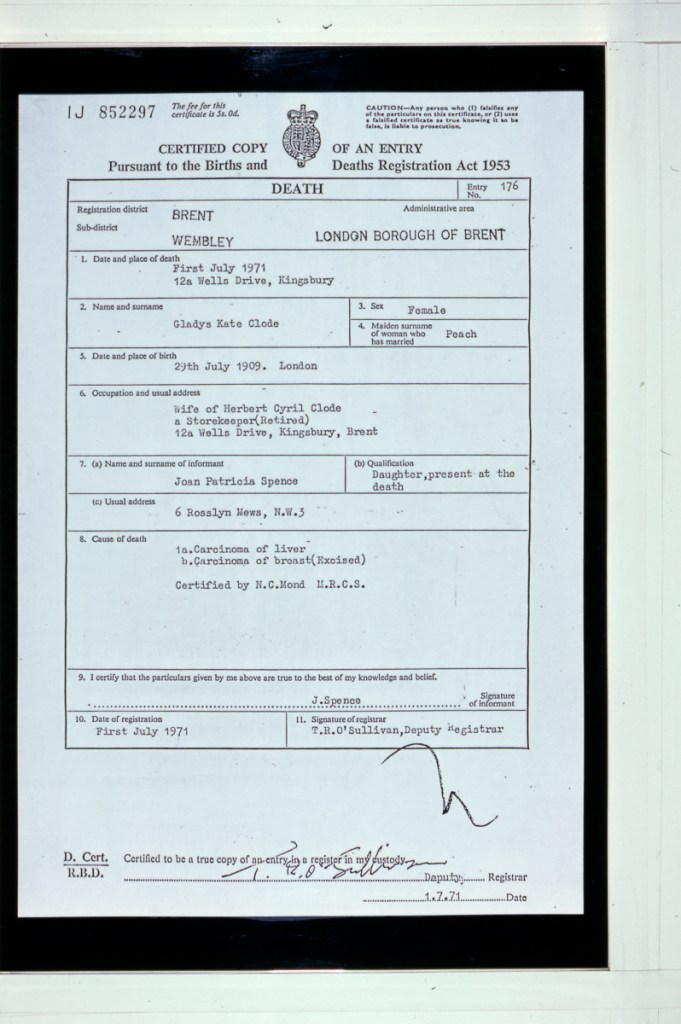 IJ 852297
The fee for this
certificate is 5s. 0d.
CAUTION—Any person who (1) falsifies any
of the particulars on this certificate, or (2) uses
a falsified certificate as true knowing it to be
false, is liable to prosecution.
CERTIFIED COPY OF AN ENTRY
Pursuant to the Births and Deaths Registration Act 1953
DEATH
Entry No. 176
Registration district BRENT
Administrative area
Sub-district WEMBLEY
LONDON BOROUGH OF BRENT
1. Date and place of death
First July 1971
12a Wells Drive, Kingsbury
2. Name and surname
Gladys Kate Clode
3. Sex Female
4. Maiden surname
of woman who
has married
Peach
5. Date and place of birth
29th July 1909. London
6. Occupation and usual address
Wife of Herbert Cyril Clode
a Storekeeper(Retired)
12a Wells Drive, Kingsbury, Brent
7. (a) Name and surname of informant
Joan Patricia Spence
(b) Qualification
Daughter,present at the
death
(c) Usual address
6 Rosslyn Mews, N.W.3
8. Cause of death
1a.Carcinoma of liver
b.Carcinoma of breast(Excised)
Certified by N.C.Mond M.R.C.S.
9. I certify that the particulars given by me above are true to the best of my knowledge and belief.
J.Spence
Signature
of informant
10. Date of registration
First July 1971
11. Signature of registrar
T.R.O'Sullivan,Deputy Registrar
D. Cert.
R.B.D.
Certified to be a true copy of an entry in a register in my custody.
T. R. O'Sullivan
Deputy Registrar
1.7.71 Date